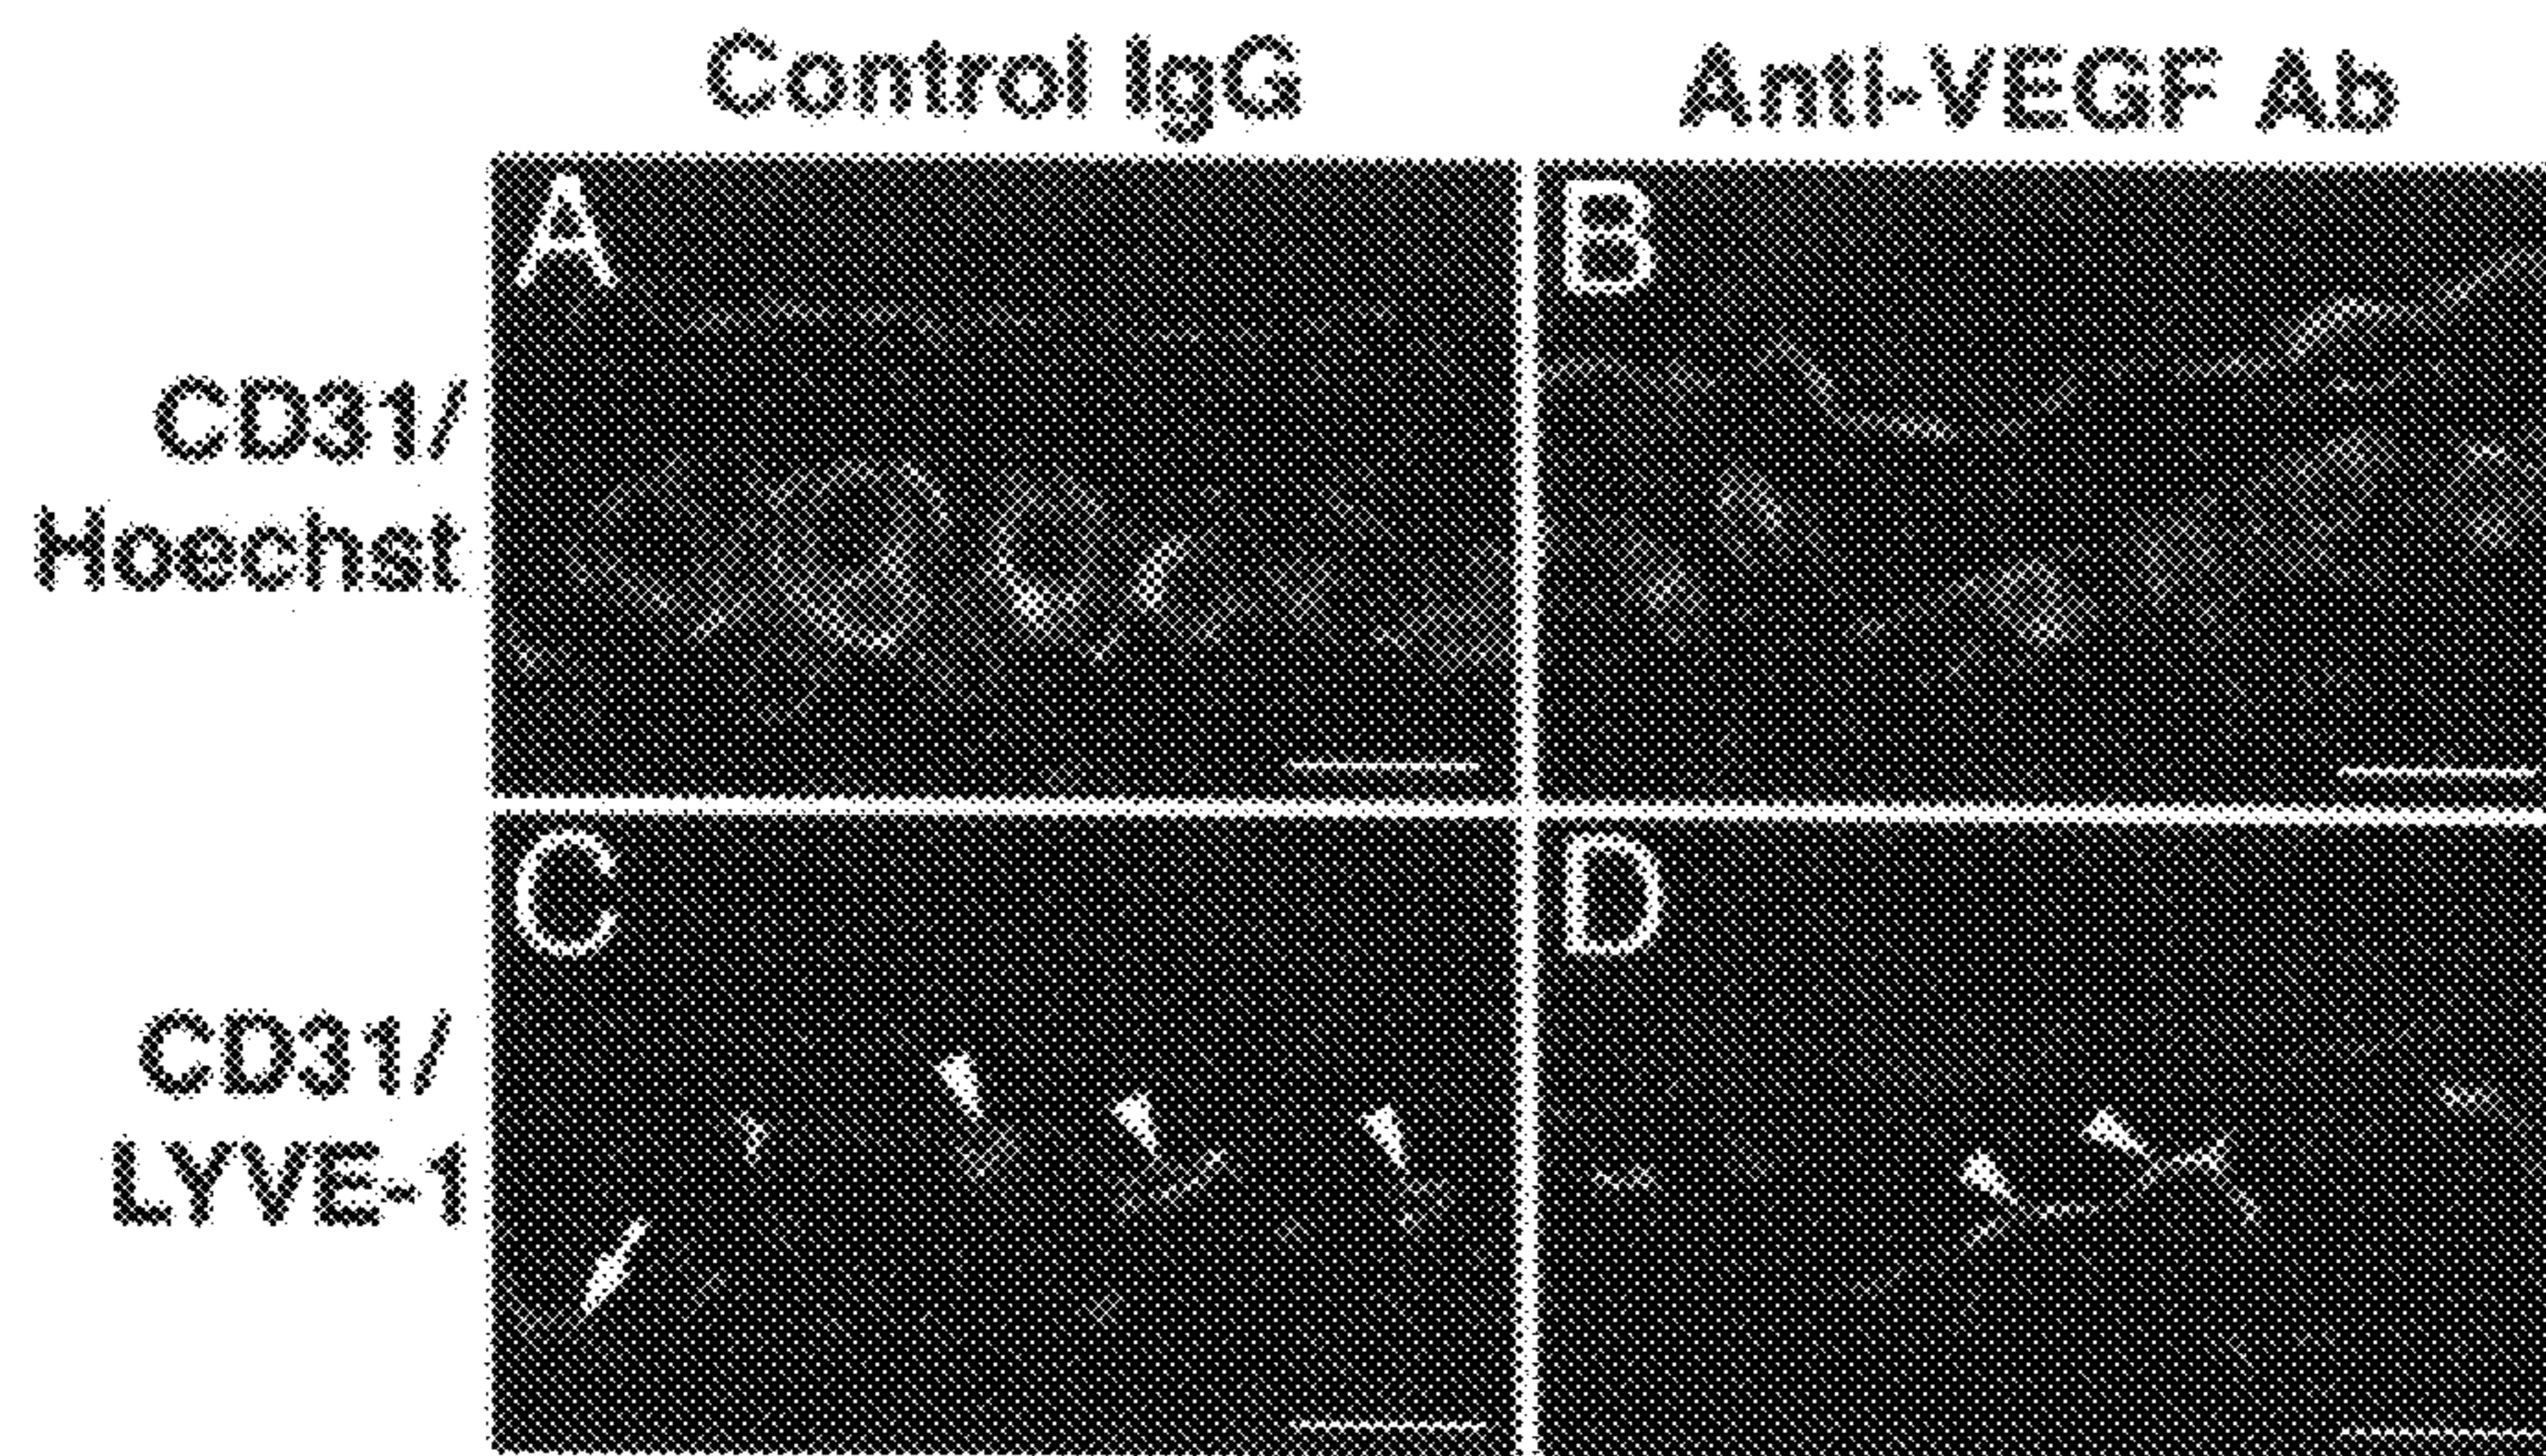 Control IgG
Anti-VEGF Ab
A
B
CD31/
Hoechst
C
D
CD31/
LYVE-1